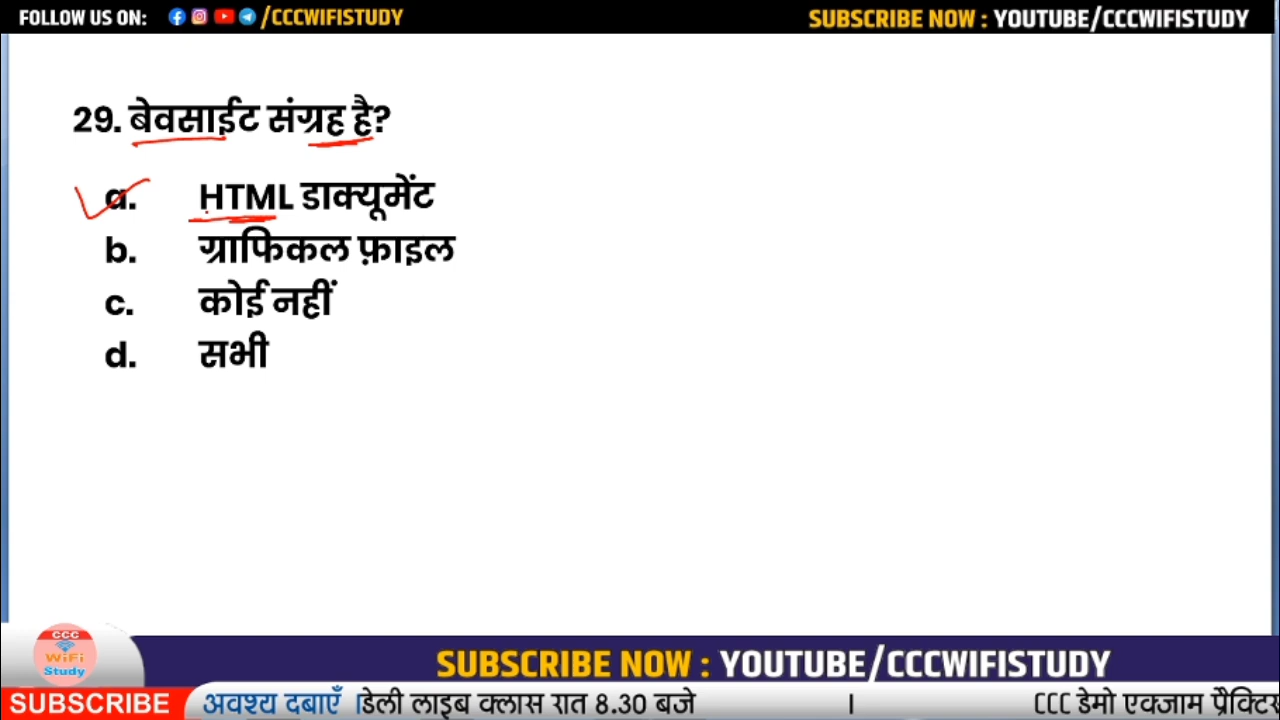 FOLLOW US ON: /CCCWIFISTUDY
SUBSCRIBE NOW : YOUTUBE/CCCWIFISTUDY
29. बेवसाईट संग्रह है?
a. HTML डाक्यूमेंट
b. ग्राफिकल फ़ाइल
c. कोई नहीं
d. सभी
CCC
WiFi
Study
SUBSCRIBE NOW : YOUTUBE/CCCWIFISTUDY
SUBSCRIBE अवश्य दबाएँ । डेली लाइब क्लास रात 8.30 बजे । CCC डेमो एक्जाम प्रैक्टिस